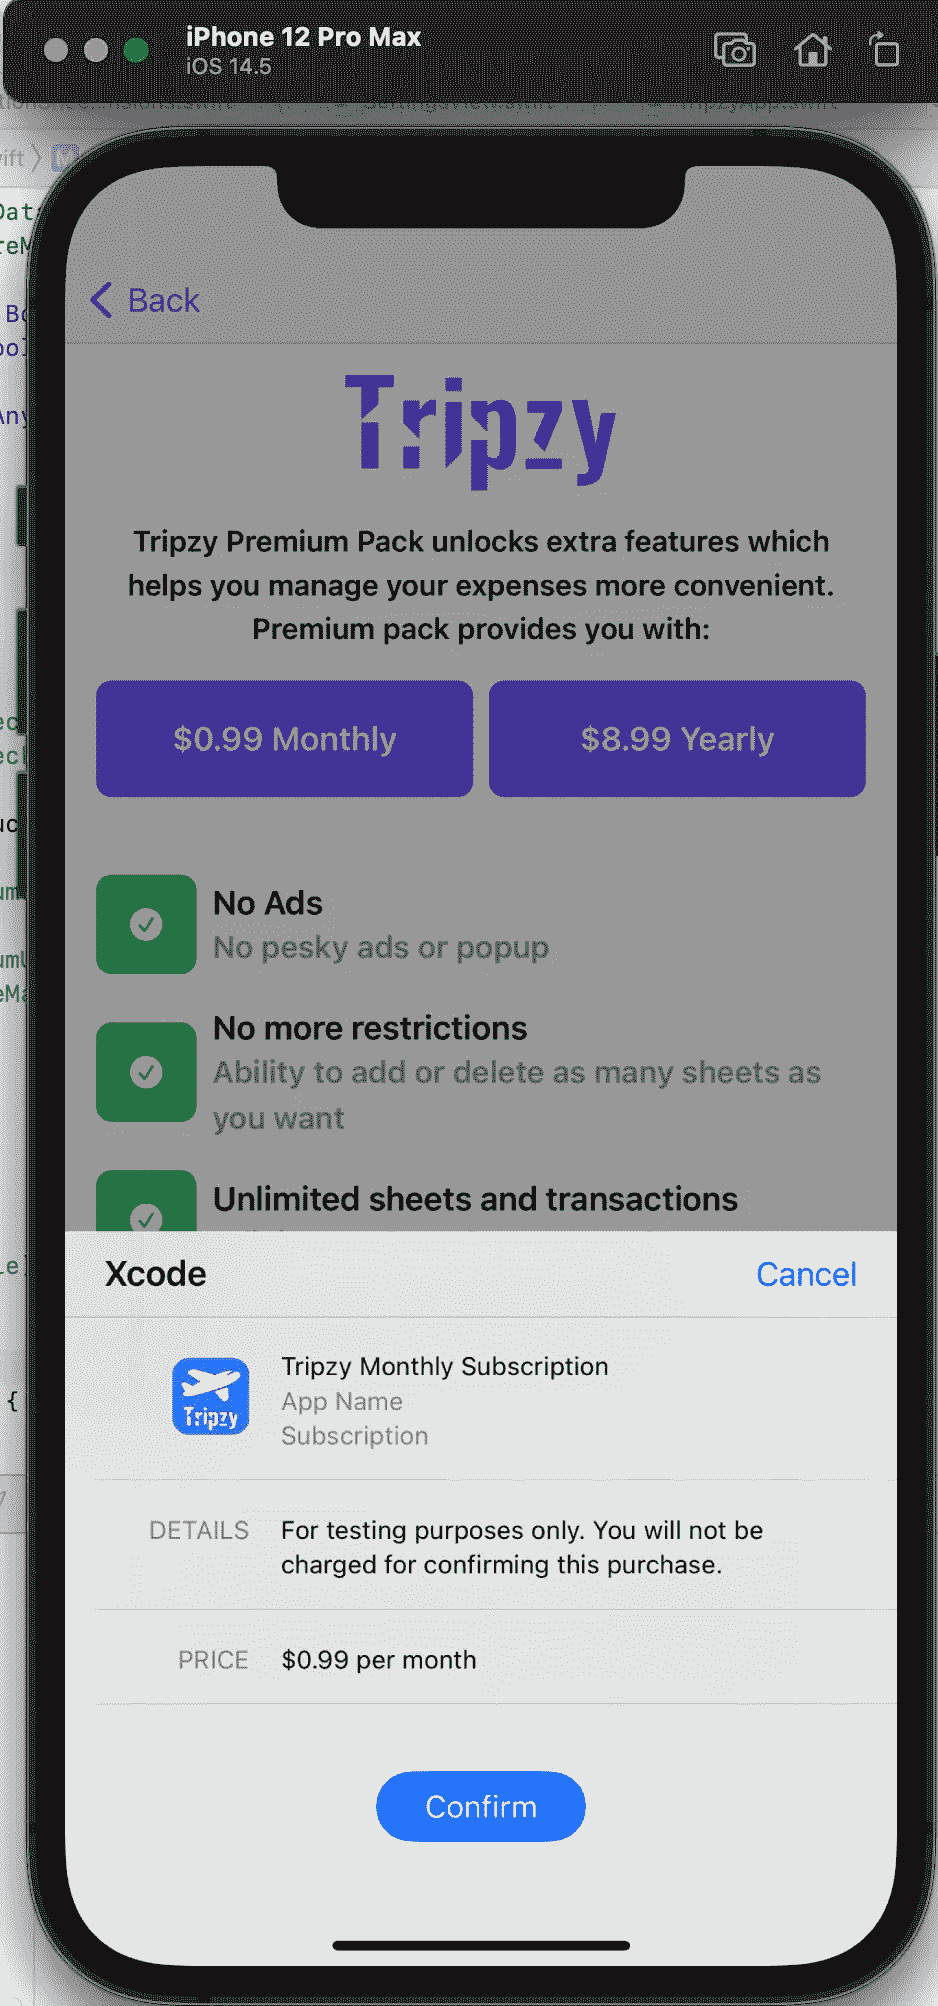 iPhone 12 Pro Max
iOS 14.5
Back
Tripzy
Tripzy Premium Pack unlocks extra features which
helps you manage your expenses more convenient.
Premium pack provides you with:
$0.99 Monthly
$8.99 Yearly
No Ads
No pesky ads or popup
No more restrictions
Ability to add or delete as many sheets as
you want
Unlimited sheets and transactions
Xcode
Cancel
Tripzy
Tripzy Monthly Subscription
App Name
Subscription
DETAILS
For testing purposes only. You will not be
charged for confirming this purchase.
PRICE
$0.99 per month
Confirm